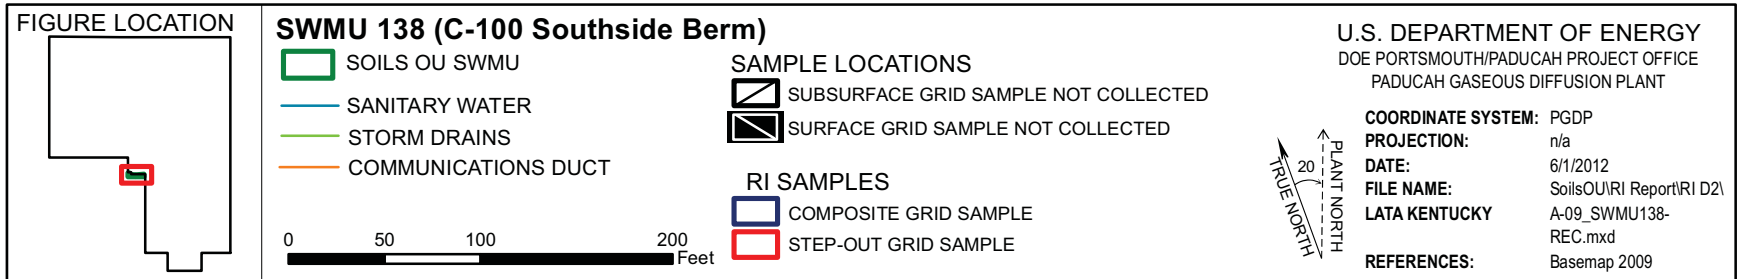 FIGURE LOCATION
SWMU 138 (C-100 Southside Berm)
SOILS OU SWMU
SANITARY WATER
STORM DRAINS
COMMUNICATIONS DUCT
0 50 100 200
Feet
SAMPLE LOCATIONS
SUBSURFACE GRID SAMPLE NOT COLLECTED
SURFACE GRID SAMPLE NOT COLLECTED
RI SAMPLES
COMPOSITE GRID SAMPLE
STEP-OUT GRID SAMPLE
TRUE NORTH
20
PLANT NORTH
U.S. DEPARTMENT OF ENERGY
DOE PORTSMOUTH/PADUCAH PROJECT OFFICE
PADUCAH GASEOUS DIFFUSION PLANT
COORDINATE SYSTEM: PGDP
PROJECTION: n/a
DATE: 6/1/2012
FILE NAME: SoilsOU\RI Report\RI D2\
LATA KENTUCKY A-09_SWMU138-
REC.mxd
REFERENCES: Basemap 2009